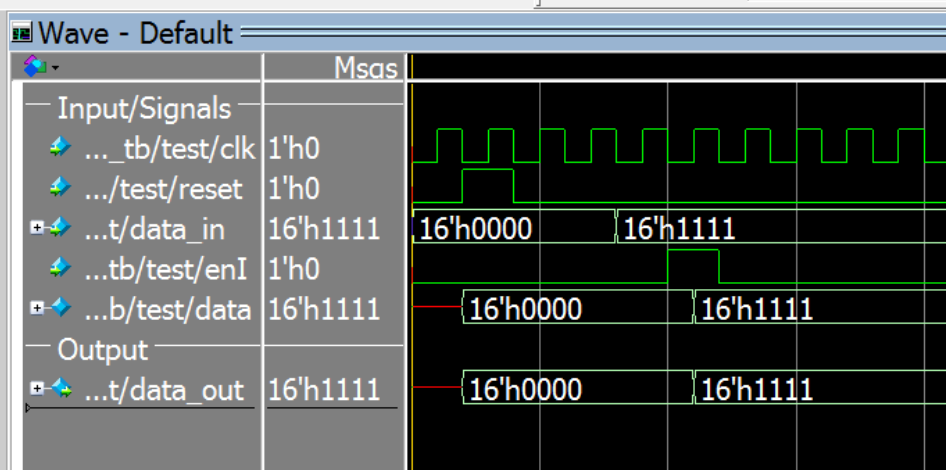 Wave - Default
Msgs
Input/Signals
..._tb/test/clk 1'h0
.../test/reset 1'h0
...t/data_in 16'h1111 16'h0000 16'h1111
...tb/test/enI 1'h0
...b/test/data 16'h1111 16'h0000 16'h1111
Output
...t/data_out 16'h1111 16'h0000 16'h1111